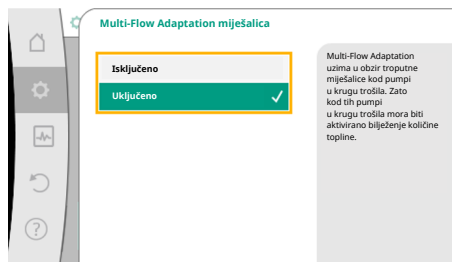 Multi-Flow Adaptation miješalica
Isključeno
Uključeno
Multi-Flow Adaptation
uzima u obzir troputne
miješalice kod pumpi
u krugu trošila. Zato
kod tih pumpi
u krugu trošila mora biti
aktivirano bilježenje količine
topline.
?